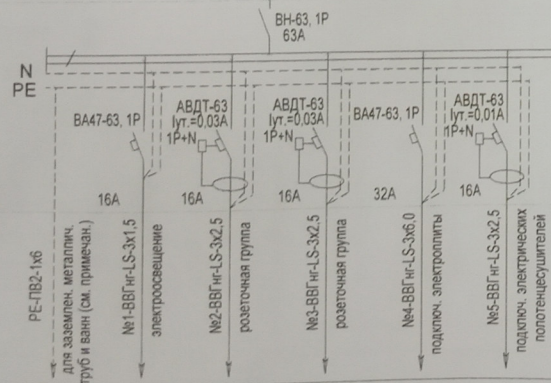 ВН-63, 1Р
63А
N
PE
ВА47-63, 1Р
16А
АВДТ-63
Iут.=0,03А
1Р+N
16А
АВДТ-63
Iут.=0,03А
1Р+N
16А
ВА47-63, 1Р
32А
АВДТ-63
Iут.=0,01А
1Р+N
16А
РЕ-ПВ2-1х6
для заземлен. металлич.
труб и ванн (см. примечан.)
№1-ВВГнг-LS-3х1,5
электроосвещение
№2-ВВГнг-LS-3х2,5
розеточная группа
№3-ВВГнг-LS-3х2,5
розеточная группа
№4-ВВГнг-LS-3х6,0
подключ. электроплиты
№5-ВВГнг-LS-3х2,5
подключ. электрических
полотенцесушителей